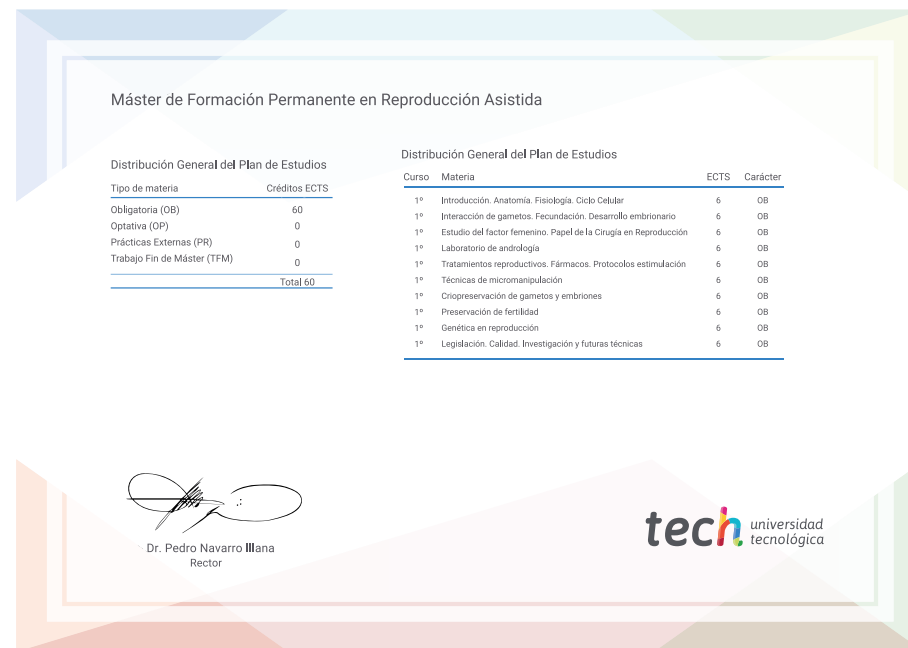 Máster de Formación Permanente en Reproducción Asistida
Distribución General del Plan de Estudios
Tipo de materia Créditos ECTS
Obligatoria (OB) 60
Optativa (OP) 0
Prácticas Externas (PR) 0
Trabajo Fin de Máster (TFM) 0
Total 60
Distribución General del Plan de Estudios
Curso Materia ECTS Carácter
1º Introducción. Anatomía. Fisiología. Ciclo Celular 6 OB
1º Interacción de gametos. Fecundación. Desarrollo embrionario 6 OB
1º Estudio del factor femenino. Papel de la Cirugía en Reproducción 6 OB
1º Laboratorio de andrología 6 OB
1º Tratamientos reproductivos. Fármacos. Protocolos estimulación 6 OB
1º Técnicas de micromanipulación 6 OB
1º Criopreservación de gametos y embriones 6 OB
1º Preservación de fertilidad 6 OB
1º Genética en reproducción 6 OB
1º Legislación. Calidad. Investigación y futuras técnicas 6 OB
Dr. Pedro Navarro Illana
Rector
tech universidad
tecnológica